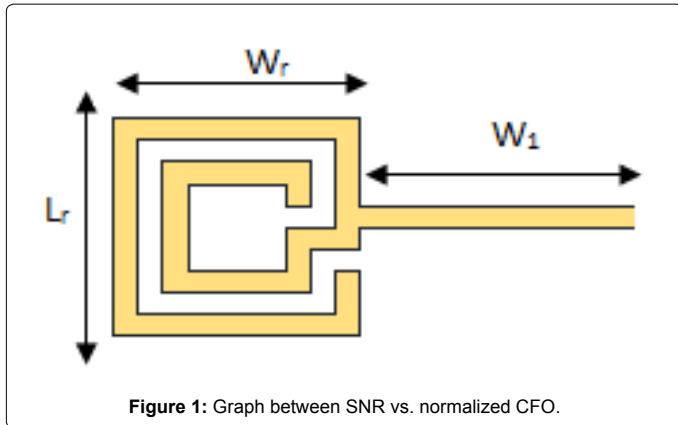 Wᵣ
W₁
Lᵣ
Figure 1: Graph between SNR vs. normalized CFO.